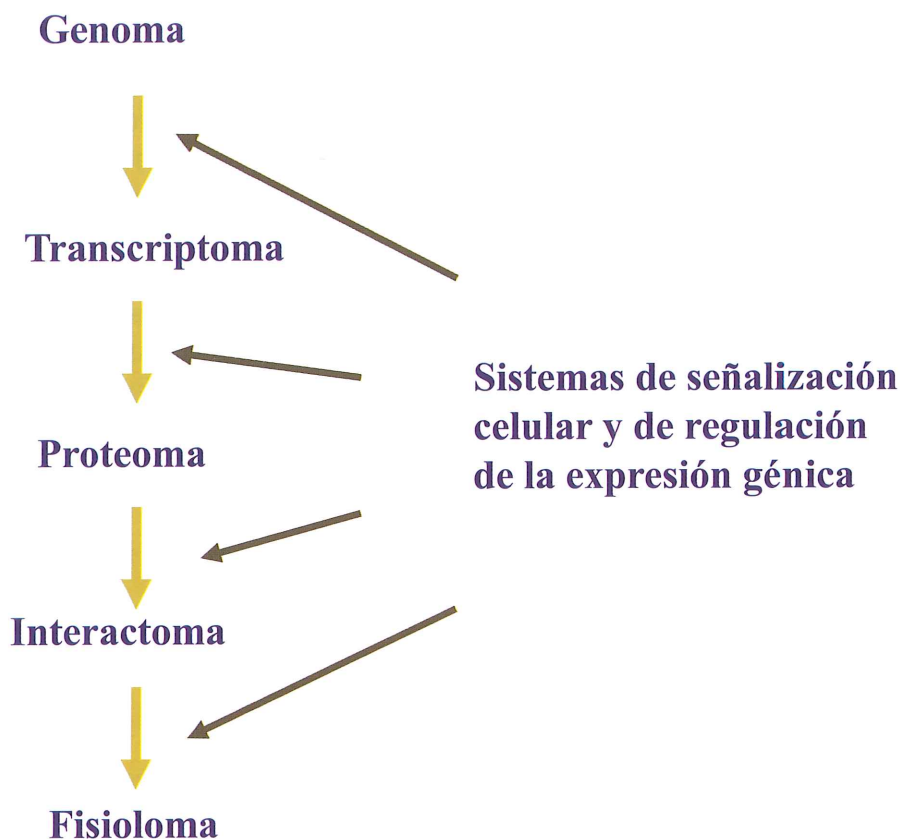 Genoma
Transcriptoma
Proteoma
Interactoma
Fisioloma
Sistemas de señalización
celular y de regulación
de la expresión génica